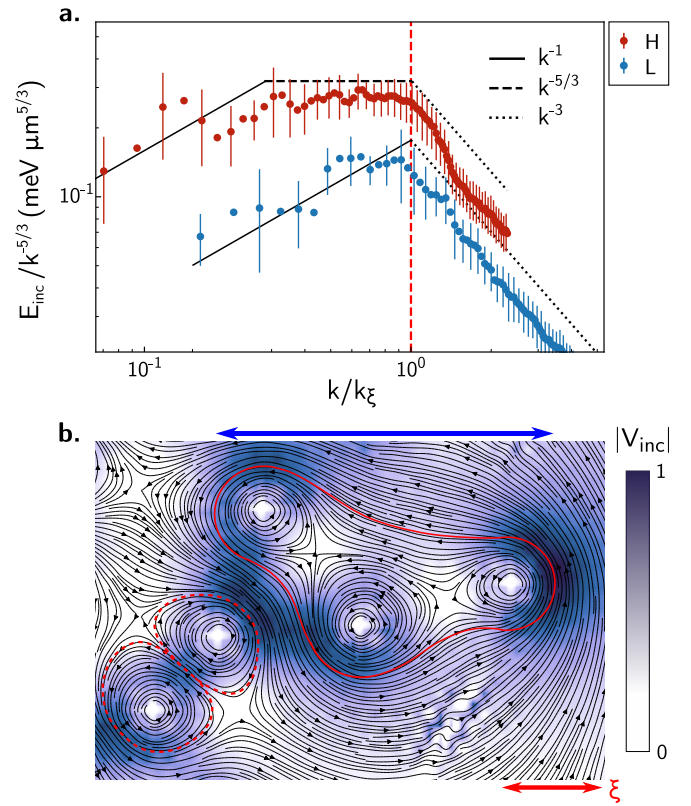 a.
E_inc /k^-5/3 (meV μm^5/3)
10^-1
k^-1
k^-5/3
k^-3
H
L
10^-1
10^0
k/k_ξ
b.
|V_inc|
1
0
ξ